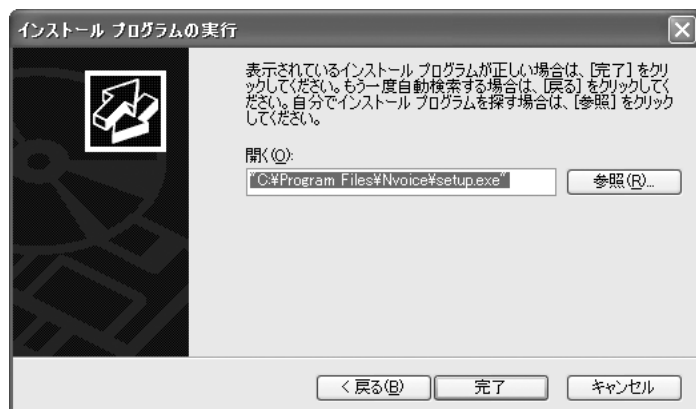 インストール プログラムの実行
表示されているインストール プログラムが正しい場合は、[完了] をクリ
ックしてください。もう一度自動検索する場合は、[戻る] をクリックしてく
ださい。自分でインストール プログラムを探す場合は、[参照] をクリック
してください。
開く(O):
"C:¥Program Files¥Nvoice¥setup.exe"
参照(R)...
< 戻る(B)
完了
キャンセル